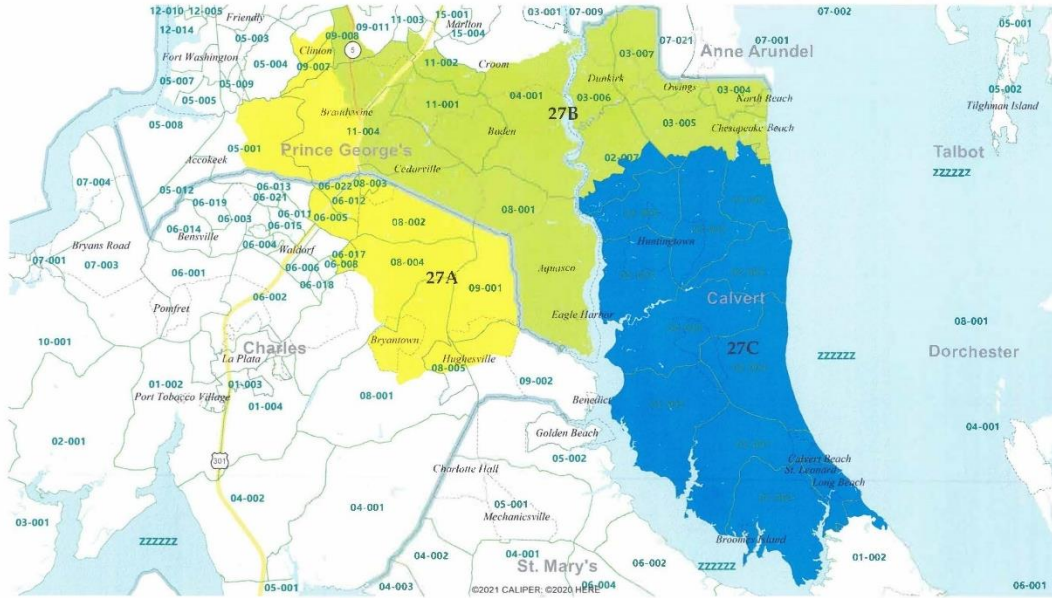 12-010
12-005
Friendly
09-011
11-003
15-001
03-001
07-009
07-002
05-001
12-014
05-003
09-008
Marlton
15-004
07-021
07-001
Clinton
5
Anne Arundel
Fort Washington
05-004
09-007
11-002
Croom
03-007
05-002
05-007
05-009
Dunkirk
Owings
03-004
Tilghman Island
05-005
04-001
03-006
North Beach
Brandywine
11-001
27B
05-008
11-004
Baden
03-005
Chesapeake Beach
05-001
Prince George's
Talbot
Accokeek
Cedarville
02-007
zzzzzz
07-004
05-012
06-013
06-022
08-003
06-019
06-021
06-012
06-003
06-011
06-005
08-001
06-014
06-015
08-002
Bensville
Bryans Road
06-004
Waldorf
06-017
Huntingtown
07-001
07-003
06-006
06-008
08-004
Aquasco
06-001
27A
06-018
09-001
06-002
Calvert
Pomfret
Eagle Harbor
08-001
10-001
Bryantown
27C
Charles
zzzzzz
Dorchester
La Plata
Hughesville
08-005
01-002
01-003
09-002
Port Tobacco Village
08-001
01-004
Benedict
04-001
02-001
Golden Beach
301
Charlotte Hall
05-002
Calvert Beach
St. Leonard
Long Beach
04-002
04-001
05-001
03-001
Mechanicsville
zzzzzz
Broomes Island
04-002
04-001
01-002
06-002
St. Mary's
zzzzzz
05-001
04-003
06-004
06-001
©2021 CALIPER; ©2020 HERE